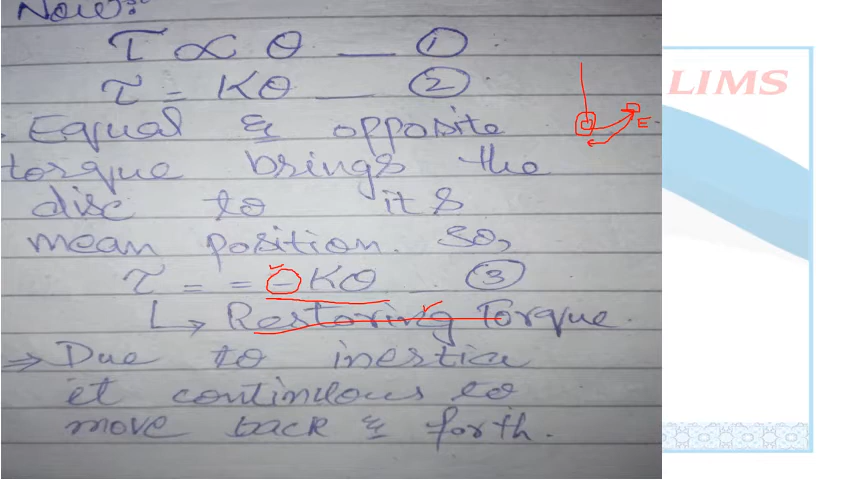 Now:
τ ∝ θ — ①
τ = Kθ — ②
LIMS
E
Equal & opposite
torque brings the
disc to its
mean position. So,
τ = = -Kθ — ③
↳ Restoring Torque.
⇒ Due to inertia
it continuous to
move back & forth.